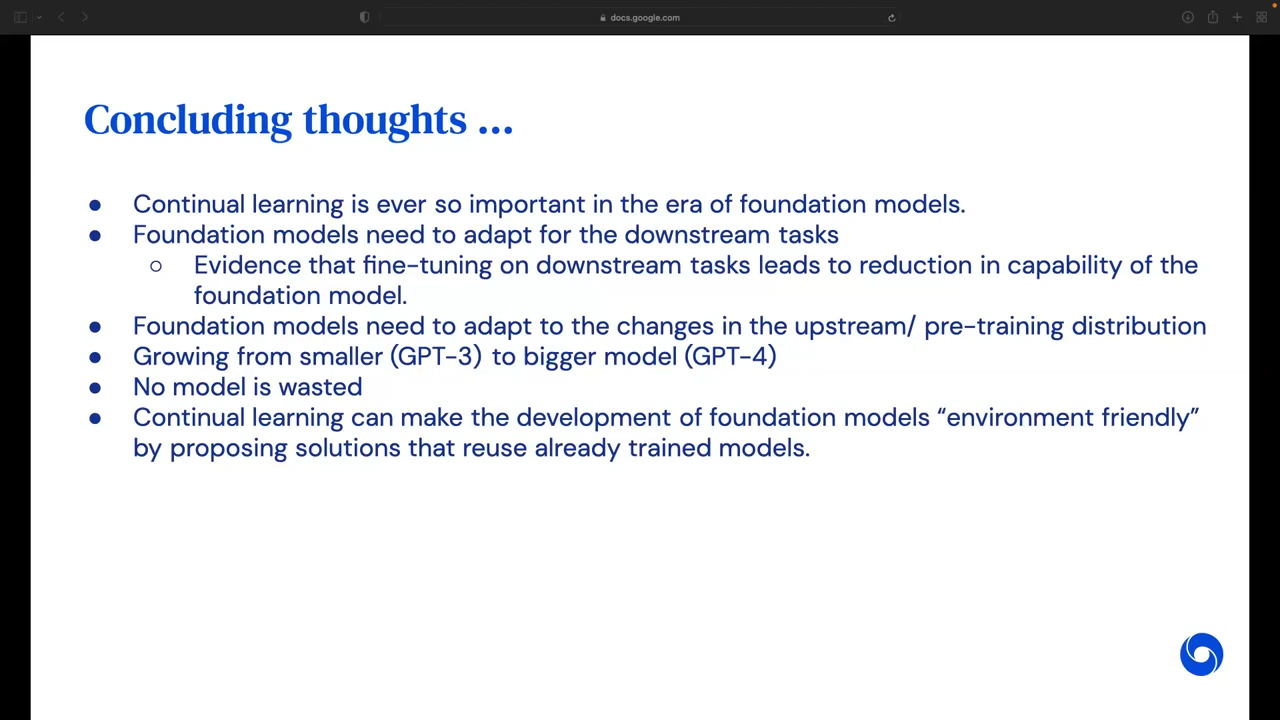 docs.google.com
Concluding thoughts ...
● Continual learning is ever so important in the era of foundation models.
● Foundation models need to adapt for the downstream tasks
○ Evidence that fine-tuning on downstream tasks leads to reduction in capability of the
foundation model.
● Foundation models need to adapt to the changes in the upstream/ pre-training distribution
● Growing from smaller (GPT-3) to bigger model (GPT-4)
● No model is wasted
● Continual learning can make the development of foundation models “environment friendly”
by proposing solutions that reuse already trained models.